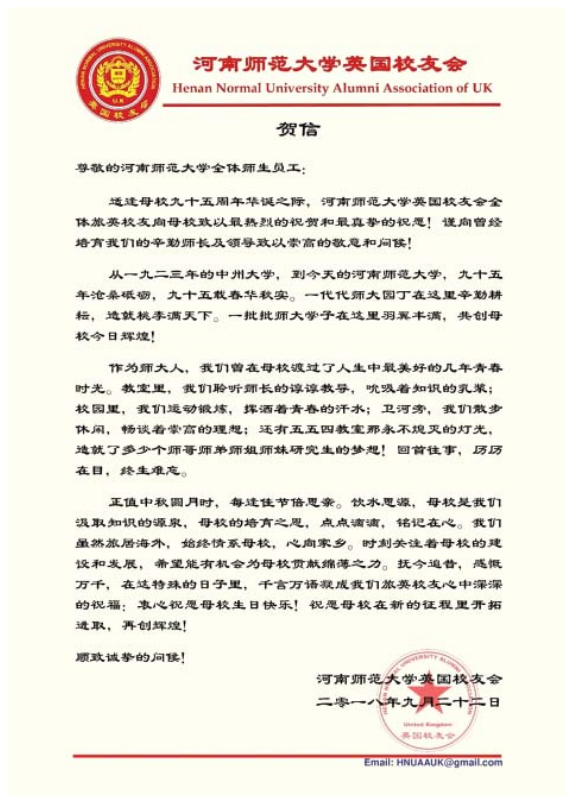 HENAN NORMAL UNIVERSITY ALUMNI ASSOCIATION
UK
英国校友会
河南师范大学英国校友会
Henan Normal University Alumni Association of UK
贺信
尊敬的河南师范大学全体师生员工:
适逢母校九十五周年华诞之际,河南师范大学英国校友会全
体旅英校友向母校致以最热烈的祝贺和最真挚的祝愿!谨向曾经
培育我们的辛勤师长及领导致以崇高的敬意和问候!
从一九二三年的中州大学,到今天的河南师范大学,九十五
年沧桑砥砺,九十五载春华秋实。一代代师大园丁在这里辛勤耕
耘,造就桃李满天下。一批批师大学子在这里羽翼丰满,共创母
校今日辉煌!
作为师大人,我们曾在母校渡过了人生中最美好的几年青春
时光。教室里,我们聆听师长的谆谆教导,吮吸着知识的乳浆;
校园里,我们运动锻炼,挥洒着青春的汗水;卫河旁,我们散步
休闲,畅谈着崇高的理想;还有五五四教室那永不熄灭的灯光,
造就了多少个师哥师弟师姐师妹研究生的梦想!回首往事,历历
在目,终生难忘。
正值中秋圆月时,每逢佳节倍思亲。饮水思源,母校是我们
汲取知识的源泉,母校的培育之恩,点点滴滴,铭记在心。我们
虽然旅居海外,始终情系母校,心向家乡。时刻关注着母校的建
设和发展,希望能有机会为母校贡献绵薄之力。抚今追昔,感慨
万千,在这特殊的日子里,千言万语凝成我们旅英校友心中深深
的祝福:衷心祝愿母校生日快乐!祝愿母校在新的征程里开拓
进取,再创辉煌!
顺致诚挚的问候!
河南师范大学英国校友会
二零一八年九月二十二日
HENAN NORMAL UNIVERSITY ALUMNI ASSOCIATION
United Kingdom
英国校友会
Email: HNUAAUK@gmail.com